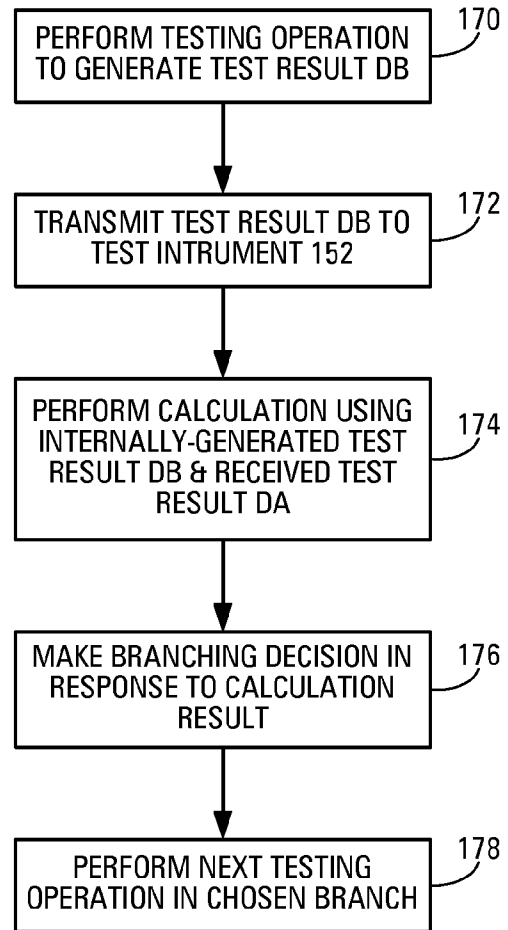 PERFORM TESTING OPERATION
TO GENERATE TEST RESULT DB
170
TRANSMIT TEST RESULT DB TO
TEST INTRUMENT 152
172
PERFORM CALCULATION USING
INTERNALLY-GENERATED TEST
RESULT DB & RECEIVED TEST
RESULT DA
174
MAKE BRANCHING DECISION IN
RESPONSE TO CALCULATION
RESULT
176
PERFORM NEXT TESTING
OPERATION IN CHOSEN BRANCH
178